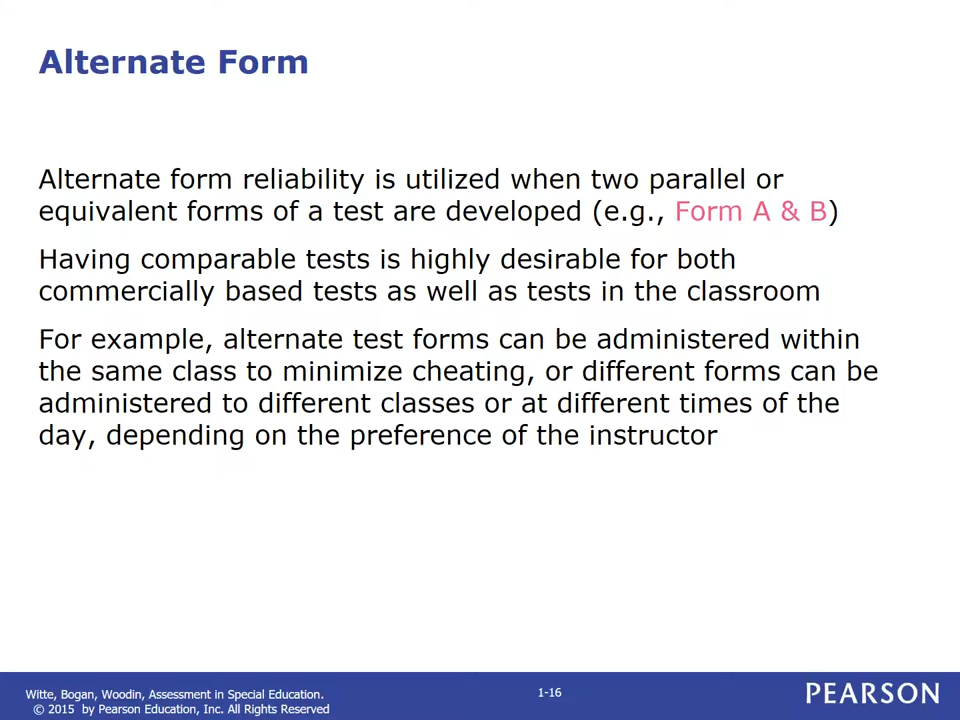 Alternate Form
Alternate form reliability is utilized when two parallel or
equivalent forms of a test are developed (e.g., Form A & B)
Having comparable tests is highly desirable for both
commercially based tests as well as tests in the classroom
For example, alternate test forms can be administered within
the same class to minimize cheating, or different forms can be
administered to different classes or at different times of the
day, depending on the preference of the instructor
Witte, Bogan, Woodin, Assessment in Special Education.
© 2015 by Pearson Education, Inc. All Rights Reserved
1-16
PEARSON